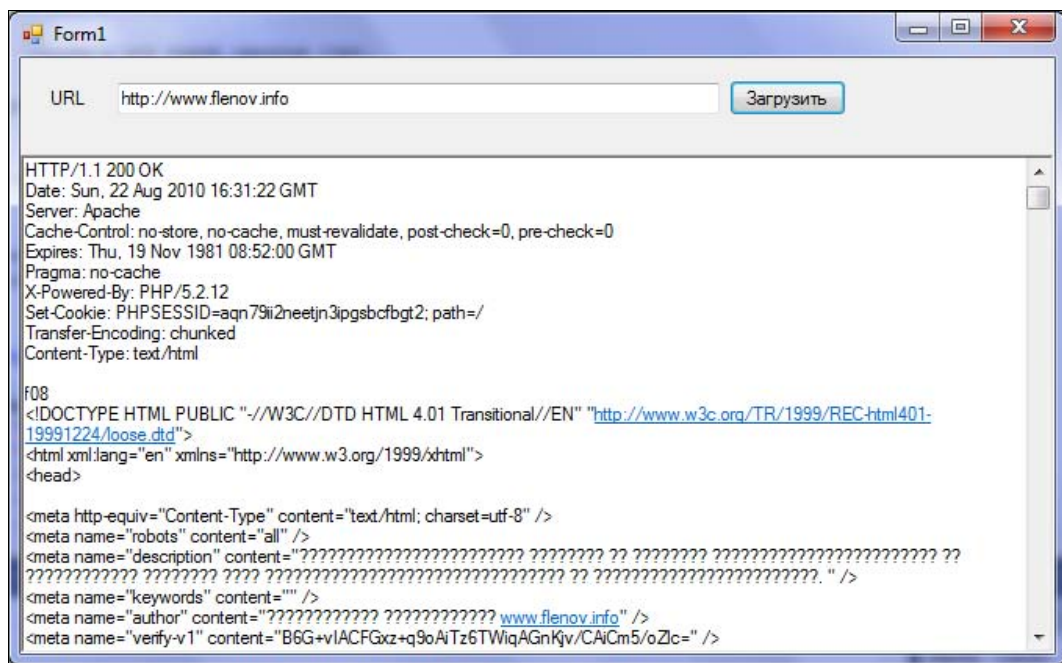 Form1
URL http://www.flenov.info Загрузить
HTTP/1.1 200 OK
Date: Sun, 22 Aug 2010 16:31:22 GMT
Server: Apache
Cache-Control: no-store, no-cache, must-revalidate, post-check=0, pre-check=0
Expires: Thu, 19 Nov 1981 08:52:00 GMT
Pragma: no-cache
X-Powered-By: PHP/5.2.12
Set-Cookie: PHPSESSID=aqn79ii2neetjn3ipgsbcfbgt2; path=/
Transfer-Encoding: chunked
Content-Type: text/html
f08
<!DOCTYPE HTML PUBLIC "-//W3C//DTD HTML 4.01 Transitional//EN" "http://www.w3c.org/TR/1999/REC-html401-
19991224/loose.dtd">
<html xml:lang="en" xmlns="http://www.w3.org/1999/xhtml">
<head>
<meta http-equiv="Content-Type" content="text/html; charset=utf-8" />
<meta name="robots" content="all" />
<meta name="description" content="???????????????????????? ???????? ?? ???????? ???????????????????????? ??
???????????? ???????? ???? ???????????????????????????????? ?? ????????????????????????. " />
<meta name="keywords" content="" />
<meta name="author" content="???????????? ???????????? www.flenov.info" />
<meta name="verify-v1" content="B6G+vIACFGxz+q9oAiTz6TWiqAGnKjv/CAiCm5/oZlc=" />